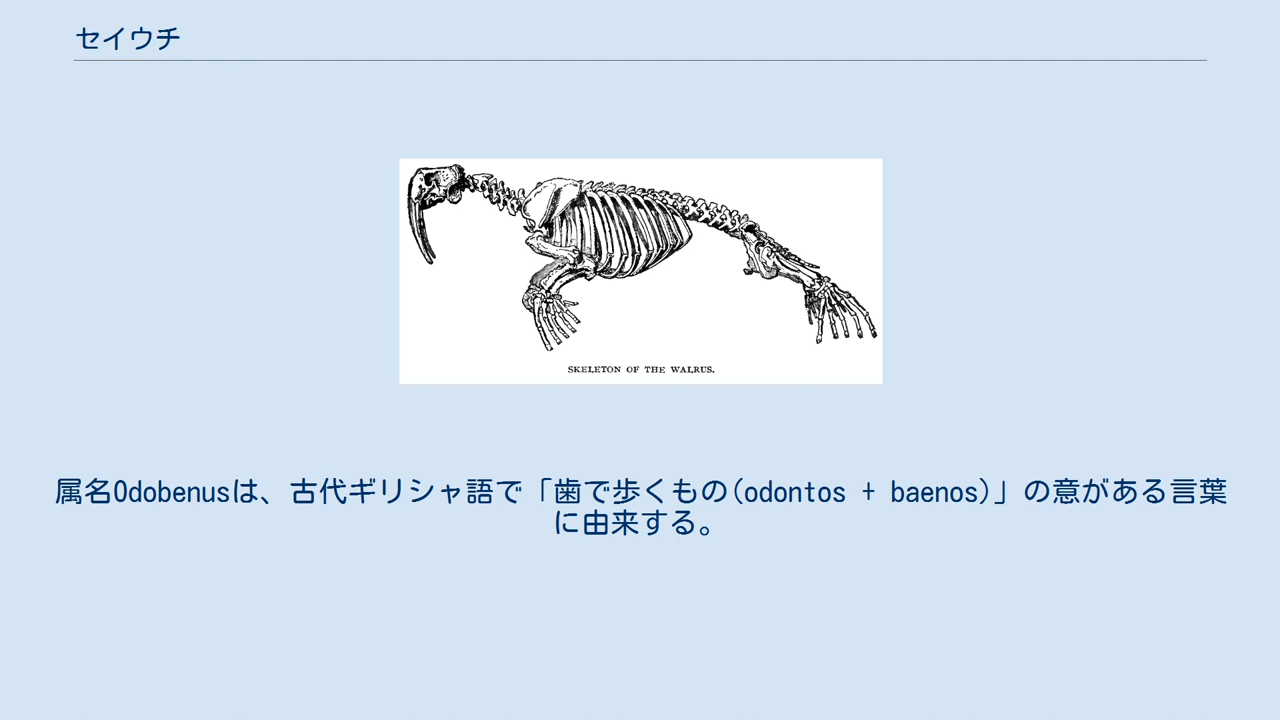 セイウチ
SKELETON OF THE WALRUS.
属名Odobenusは、古代ギリシャ語で「歯で歩くもの(odontos + baenos)」の意がある言葉
に由来する。